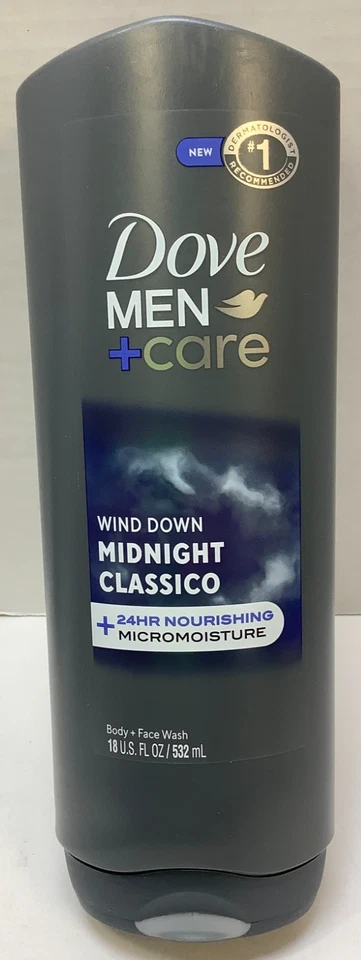 NEW
DERMATOLOGIST
#1
RECOMMENDED
Dove
MEN
+care
WIND DOWN
MIDNIGHT
CLASSICO
+24HR NOURISHING
MICROMOISTURE
Body + Face Wash
18 U.S. FL OZ / 532 mL